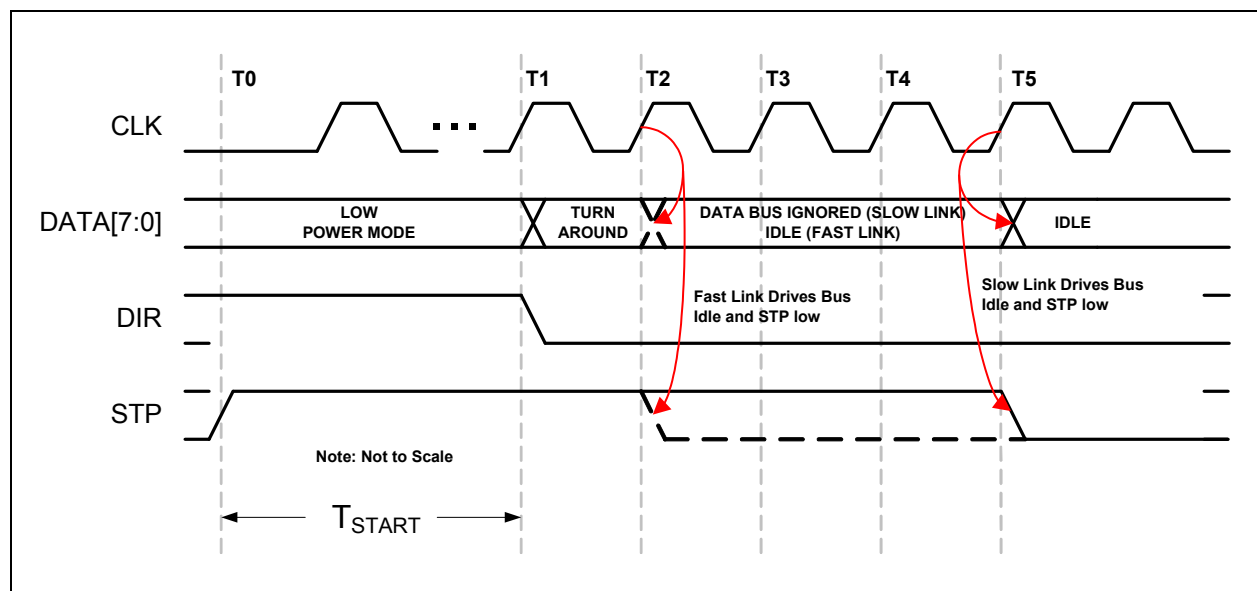 T0
T1
T2
T3
T4
T5
CLK
DATA[7:0]
LOW
POWER MODE
TURN
AROUND
DATA BUS IGNORED (SLOW LINK)
IDLE (FAST LINK)
IDLE
DIR
Fast Link Drives Bus
Idle and STP low
Slow Link Drives Bus
Idle and STP low
STP
Note: Not to Scale
TSTART